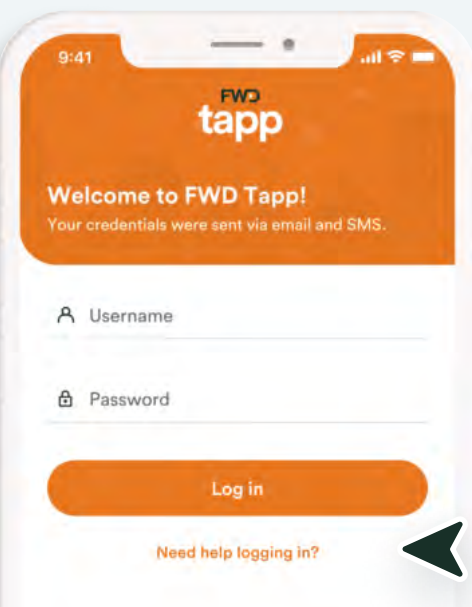 9:41
FWD
tapp
Welcome to FWD Tapp!
Your credentials were sent via email and SMS.
Username
Password
Log in
Need help logging in?